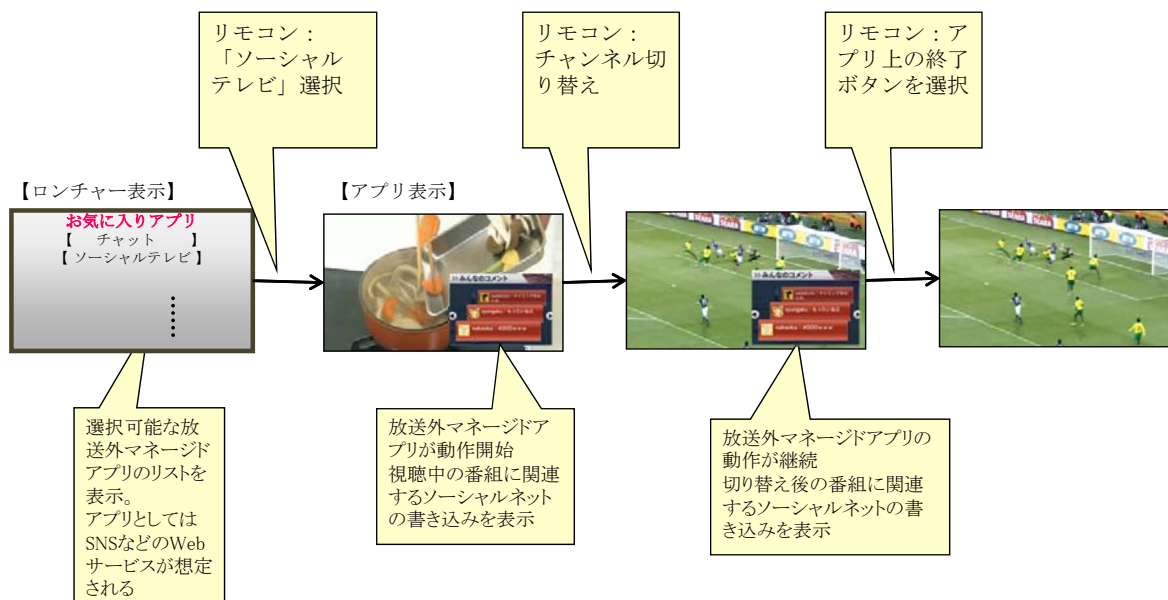 リモコン：
「ソーシャル
テレビ」選択
リモコン：
チャンネル切
り替え
リモコン：ア
プリ上の終了
ボタンを選択
【ロンチャー表示】
お気に入りアプリ
【　チャット　】
【 ソーシャルテレビ 】
【アプリ表示】
>>みんなのコメント
>>みんなのコメント
選択可能な放
送外マネージド
アプリのリストを
表示。
アプリとしては
SNSなどのWeb
サービスが想定
される
放送外マネージドア
プリが動作開始
視聴中の番組に関連
するソーシャルネット
の書き込みを表示
放送外マネージドアプリの
動作が継続
切り替え後の番組に関連
するソーシャルネットの書
き込みを表示